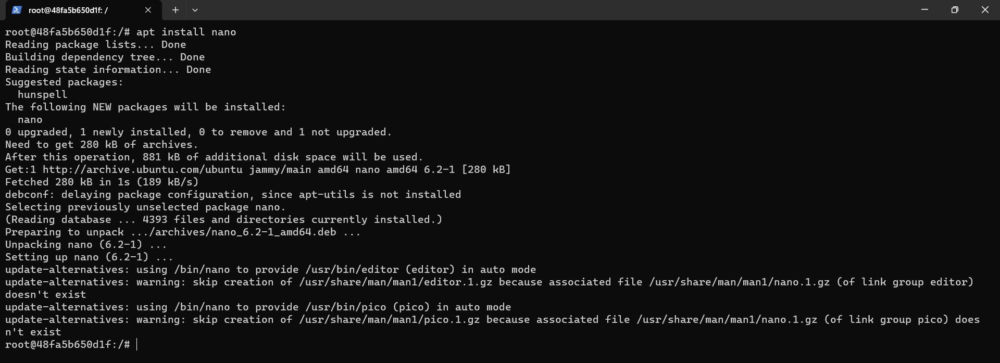 root@48fa5b650d1f: /
root@48fa5b650d1f:/# apt install nano
Reading package lists... Done
Building dependency tree... Done
Reading state information... Done
Suggested packages:
  hunspell
The following NEW packages will be installed:
  nano
0 upgraded, 1 newly installed, 0 to remove and 1 not upgraded.
Need to get 280 kB of archives.
After this operation, 881 kB of additional disk space will be used.
Get:1 http://archive.ubuntu.com/ubuntu jammy/main amd64 nano amd64 6.2-1 [280 kB]
Fetched 280 kB in 1s (189 kB/s)
debconf: delaying package configuration, since apt-utils is not installed
Selecting previously unselected package nano.
(Reading database ... 4393 files and directories currently installed.)
Preparing to unpack .../archives/nano_6.2-1_amd64.deb ...
Unpacking nano (6.2-1) ...
Setting up nano (6.2-1) ...
update-alternatives: using /bin/nano to provide /usr/bin/editor (editor) in auto mode
update-alternatives: warning: skip creation of /usr/share/man/man1/editor.1.gz because associated file /usr/share/man/man1/nano.1.gz (of link group editor)
doesn't exist
update-alternatives: using /bin/nano to provide /usr/bin/pico (pico) in auto mode
update-alternatives: warning: skip creation of /usr/share/man/man1/pico.1.gz because associated file /usr/share/man/man1/nano.1.gz (of link group pico) does
n't exist
root@48fa5b650d1f:/#